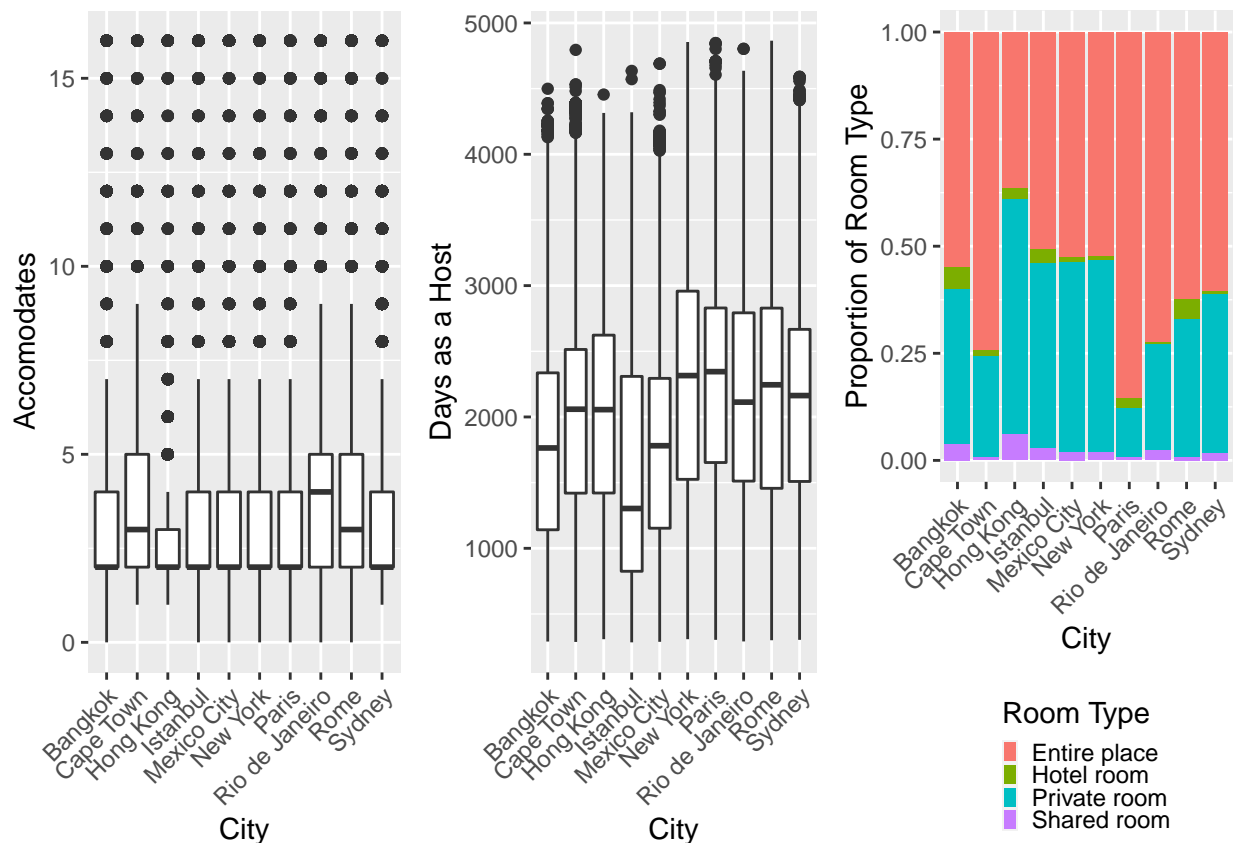 Accomodates
15
10
5
0
Bangkok
Cape Town
Hong Kong
Istanbul
Mexico City
New York
Paris
Rio de Janeiro
Rome
Sydney
City
Days as a Host
5000
4000
3000
2000
1000
Bangkok
Cape Town
Hong Kong
Istanbul
Mexico City
New York
Paris
Rio de Janeiro
Rome
Sydney
City
Proportion of Room Type
1.00
0.75
0.50
0.25
0.00
Bangkok
Cape Town
Hong Kong
Istanbul
Mexico City
New York
Paris
Rio de Janeiro
Rome
Sydney
City
Room Type
Entire place
Hotel room
Private room
Shared room